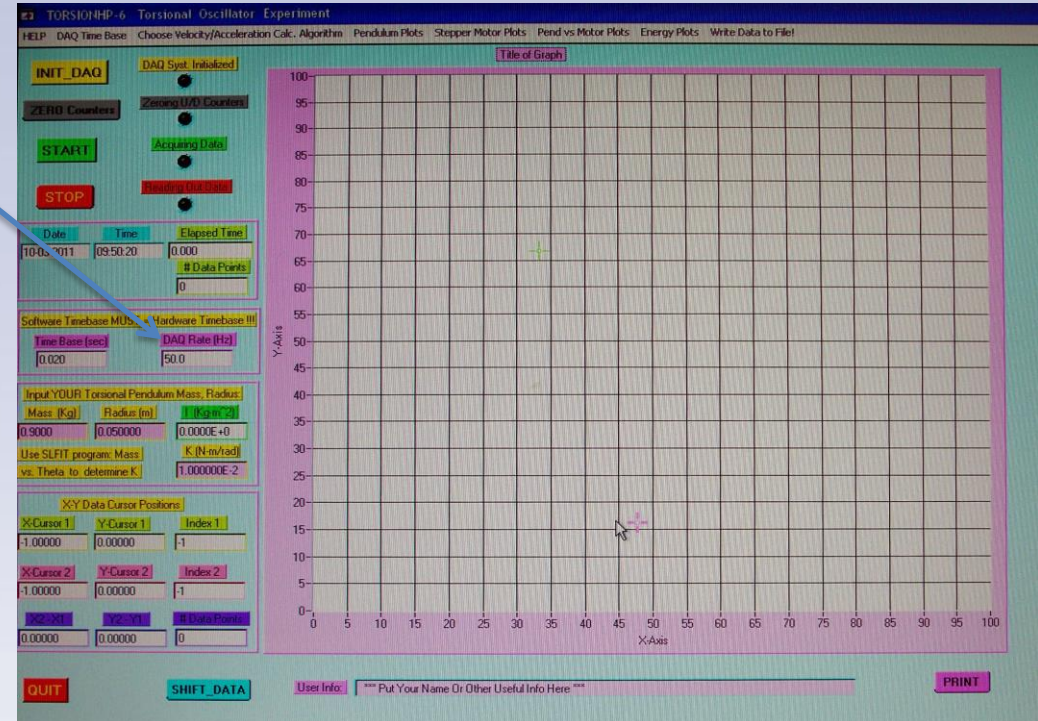 TORSIONHP-6 Torsional Oscillator Experiment
HELP DAQ Time Base Choose Velocity/Acceleration Calc. Algorithm Pendulum Plots Stepper Motor Plots Pend vs Motor Plots Energy Plots Write Data to File!
INIT_DAQ
DAQ Syst. Initialized
ZERO Counters
Zeroing U/D Counters
START
Acquiring Data
STOP
Reading Out Data
Date Time Elapsed Time
2011 09:50:20 0.000
# Data Points
0
Software Timebase Hardware Timebase !!!
Time Base (sec) DAQ Rate (Hz)
0.020 50.0
Input YOUR Torsional Pendulum Mass, Radius:
Mass (Kg) Radius (m) I (Kg-m^2)
0.9000 0.050000 0.0000E+0
Use SLFIT program: Mass K (N-m/rad)
vs. Theta to determine K 1.000000E-2
X-Y Data Cursor Positions
X-Cursor 1 Y-Cursor 1 Index 1
-1.00000 0.00000 -1
X-Cursor 2 Y-Cursor 2 Index 2
-1.00000 0.00000 -1
X2-X1 Y2-Y1 # Data Points
0.00000 0.00000 0
QUIT
SHIFT_DATA
Title of Graph
100
95
90
85
80
75
70
65
60
55
50
45
40
35
30
25
20
15
10
5
0
Y-Axis
0 5 10 15 20 25 30 35 40 45 50 55 60 65 70 75 80 85 90 95 100
X-Axis
User Info: *** Put Your Name Or Other Useful Info Here ***
PRINT